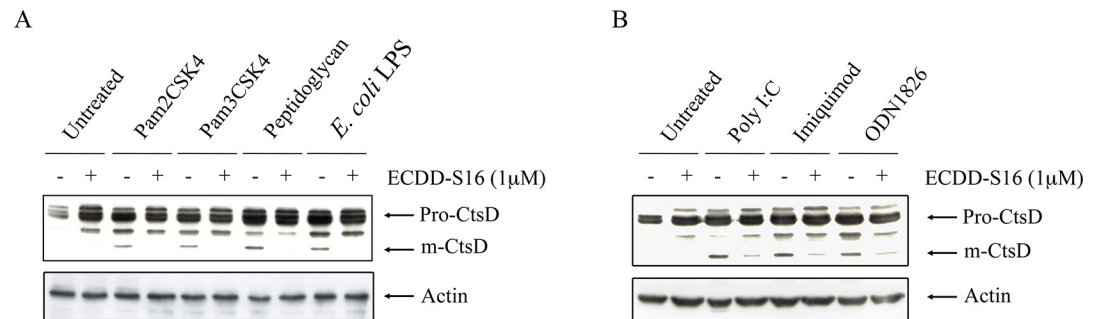 A
Untreated
Pam2CSK4
Pam3CSK4
Peptidoglycan
E. coli LPS
- + - + - + - + - + ECDD-S16 (1µM)
Pro-CtsD
m-CtsD
Actin
B
Untreated
Poly I:C
Imiquimod
ODN1826
- + - + - + - + ECDD-S16 (1µM)
Pro-CtsD
m-CtsD
Actin